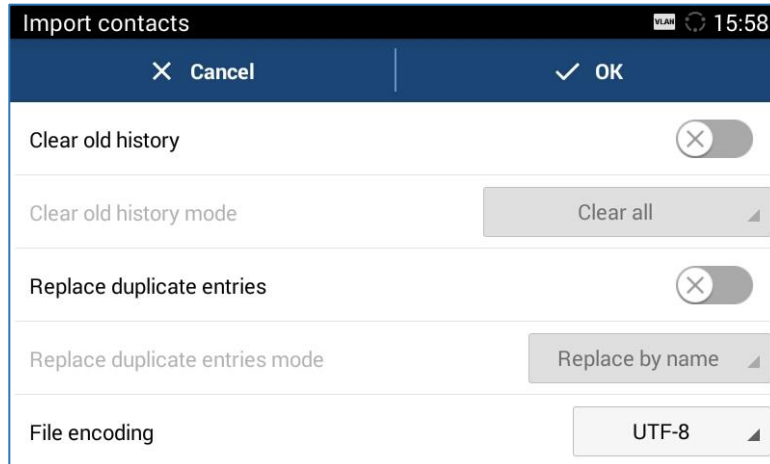 Import contacts VLAN 15:58
Cancel OK
Clear old history
Clear old history mode Clear all
Replace duplicate entries
Replace duplicate entries mode Replace by name
File encoding UTF-8